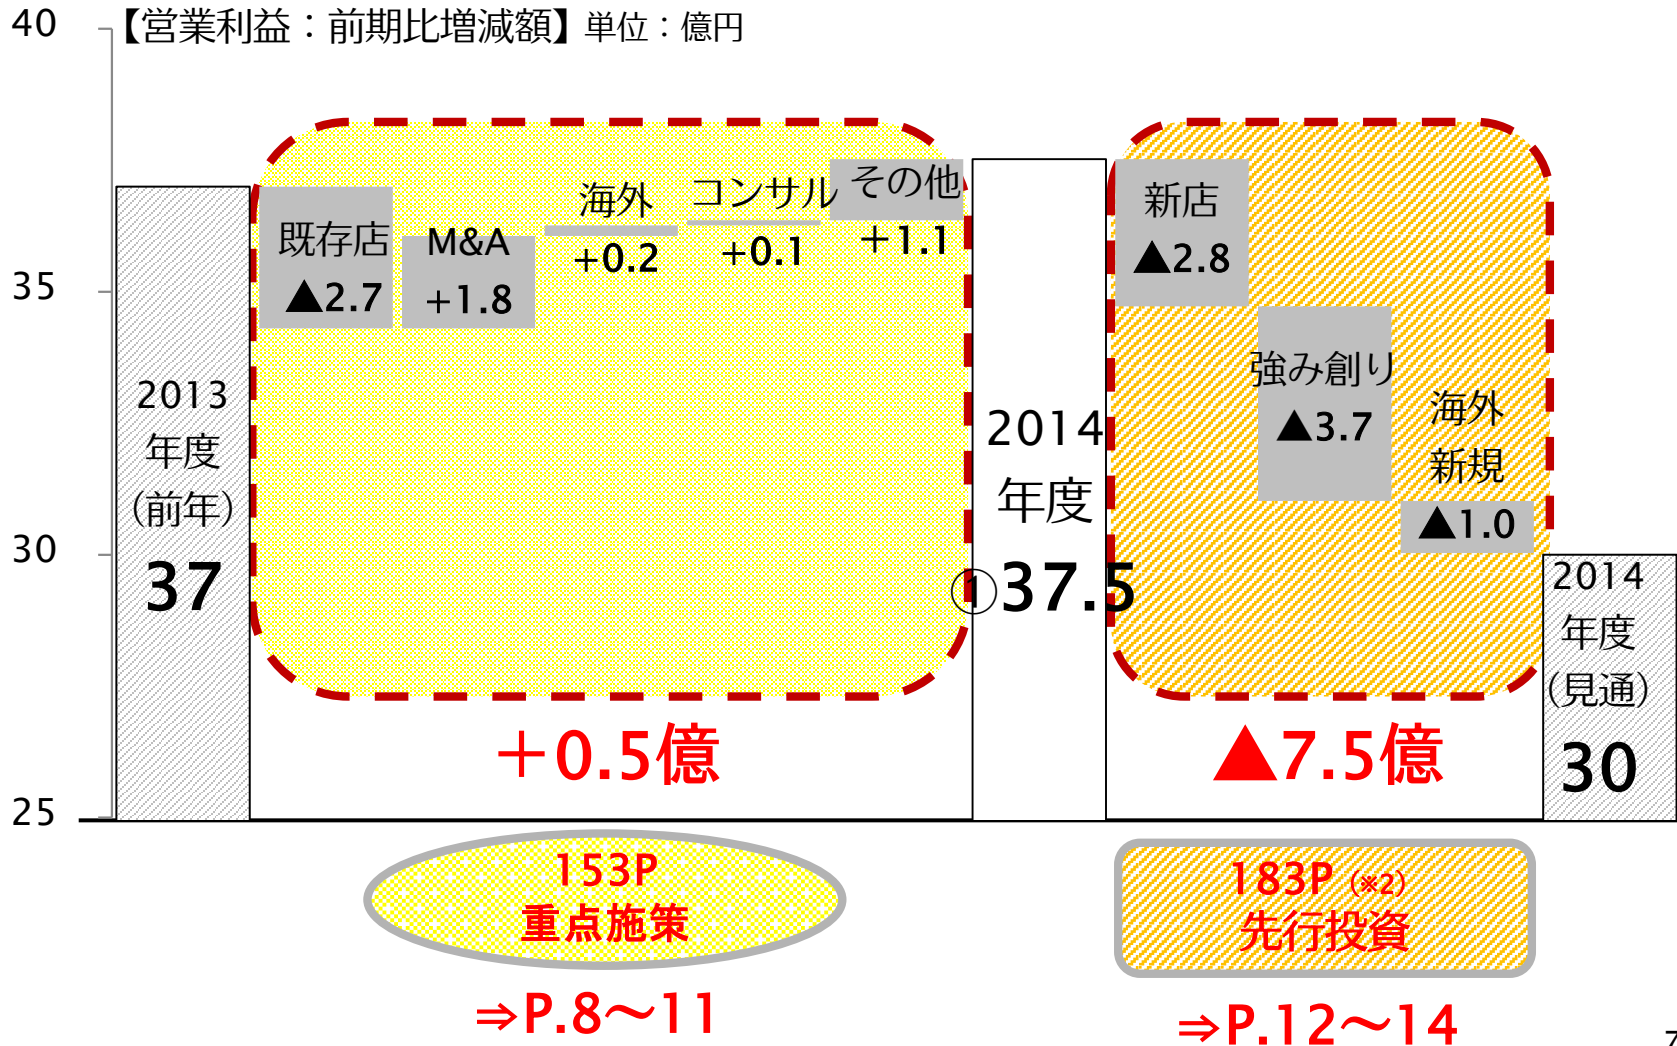 【営業利益：前期比増減額】単位：億円
40
35
30
25
2013
年度
(前年)
37
既存店
▲2.7
M&A
+1.8
海外
+0.2
コンサル
+0.1
その他
+1.1
2014
年度
①37.5
新店
▲2.8
強み創り
▲3.7
海外
新規
▲1.0
2014
年度
(見通)
30
+0.5億
▲7.5億
153P
重点施策
183P (※2)
先行投資
⇒P.8～11
⇒P.12～14
7